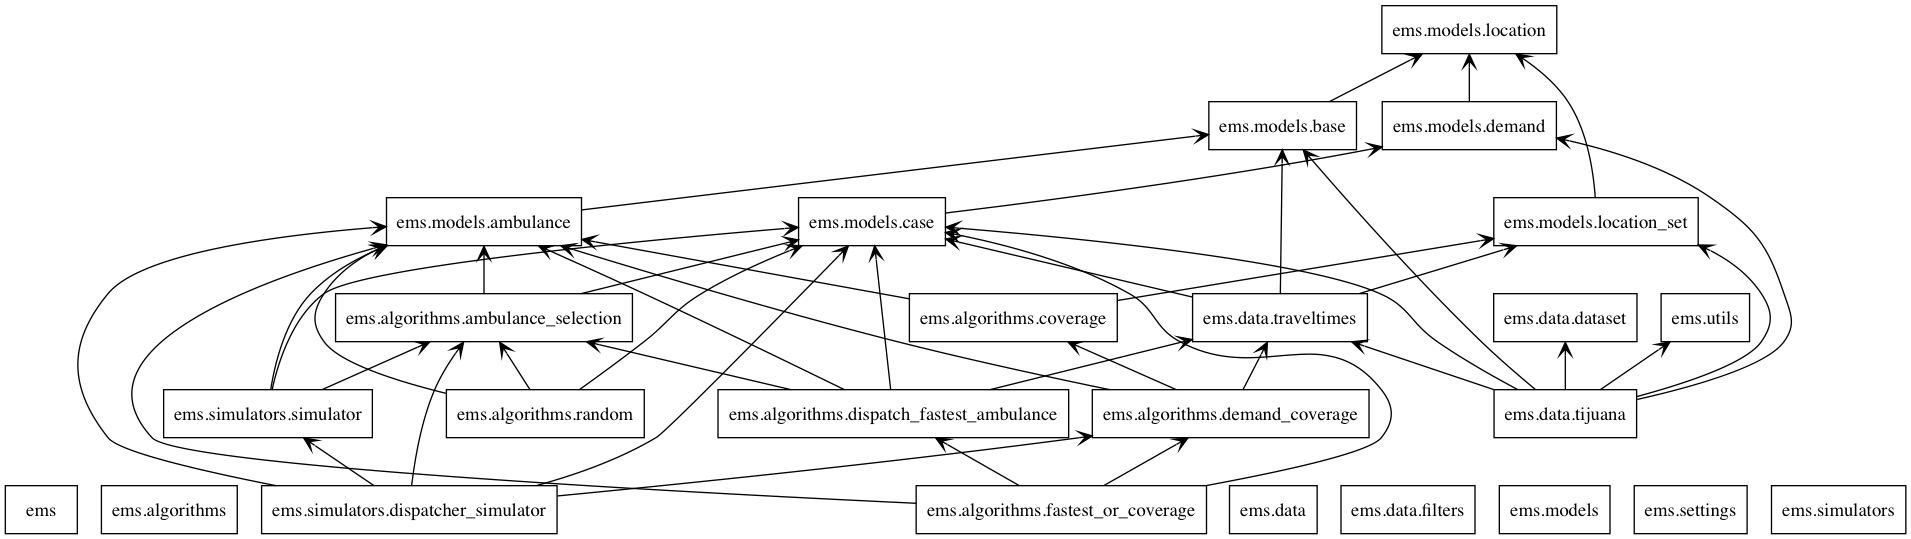 ems.models.location
ems.models.base
ems.models.demand
ems.models.ambulance
ems.models.case
ems.models.location_set
ems.algorithms.ambulance_selection
ems.algorithms.coverage
ems.data.traveltimes
ems.data.dataset
ems.utils
ems.simulators.simulator
ems.algorithms.random
ems.algorithms.dispatch_fastest_ambulance
ems.algorithms.demand_coverage
ems.data.tijuana
ems
ems.algorithms
ems.simulators.dispatcher_simulator
ems.algorithms.fastest_or_coverage
ems.data
ems.data.filters
ems.models
ems.settings
ems.simulators